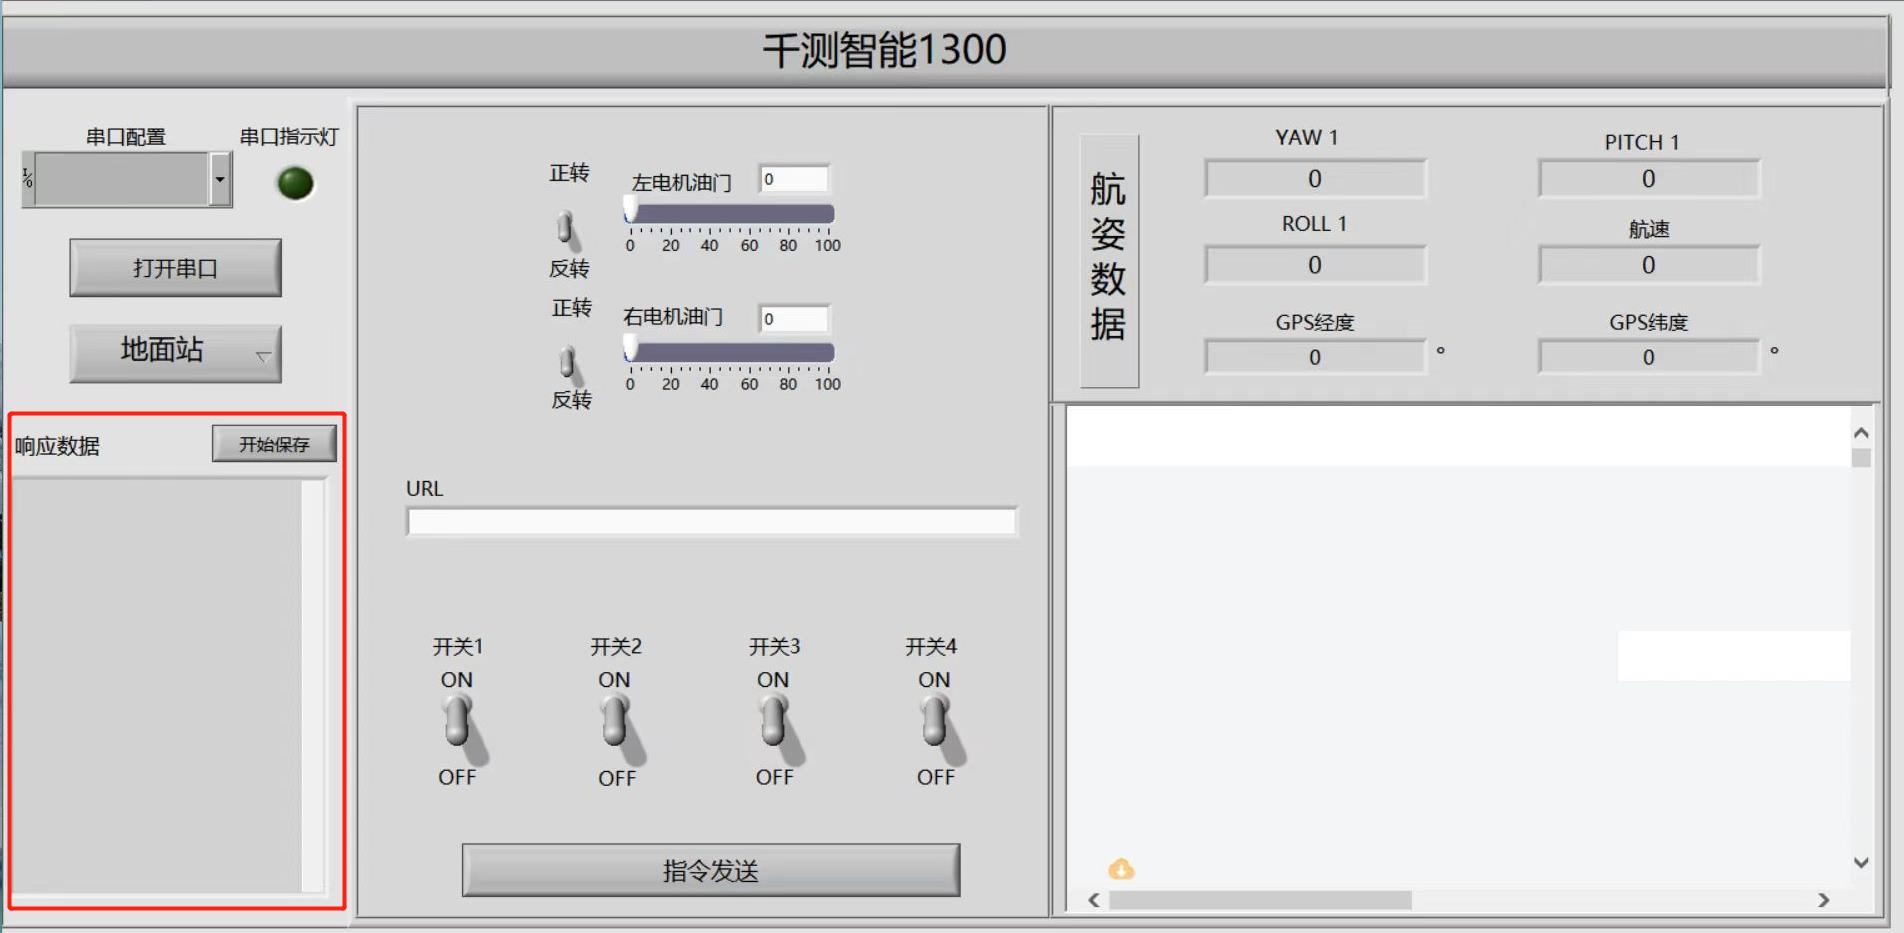 千测智能1300
串口配置
串口指示灯
打开串口
地面站
响应数据
开始保存
正转
左电机油门
0
0 20 40 60 80 100
反转
正转
右电机油门
0
0 20 40 60 80 100
反转
URL
开关1
开关2
开关3
开关4
ON
ON
ON
ON
OFF
OFF
OFF
OFF
指令发送
航姿数据
YAW 1
PITCH 1
0
0
ROLL 1
航速
0
0
GPS经度
GPS纬度
0 °
0 °